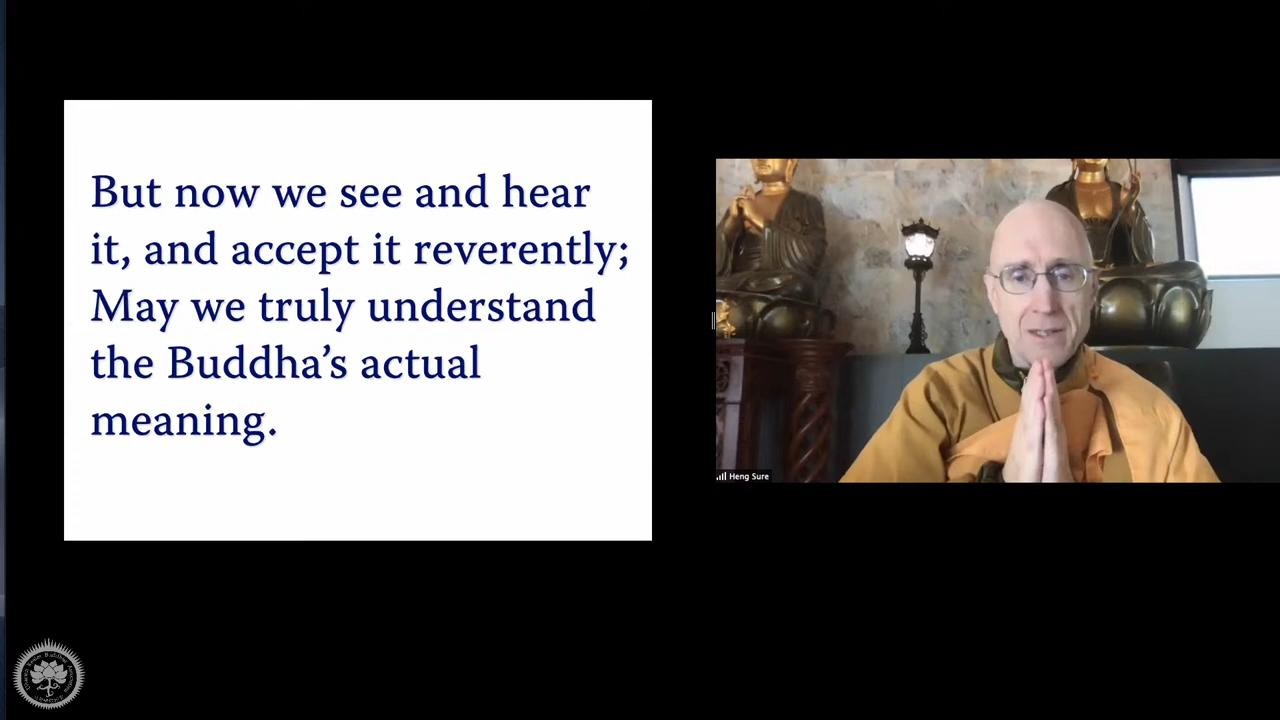 But now we see and hear
it, and accept it reverently;
May we truly understand
the Buddha’s actual
meaning.
Heng Sure